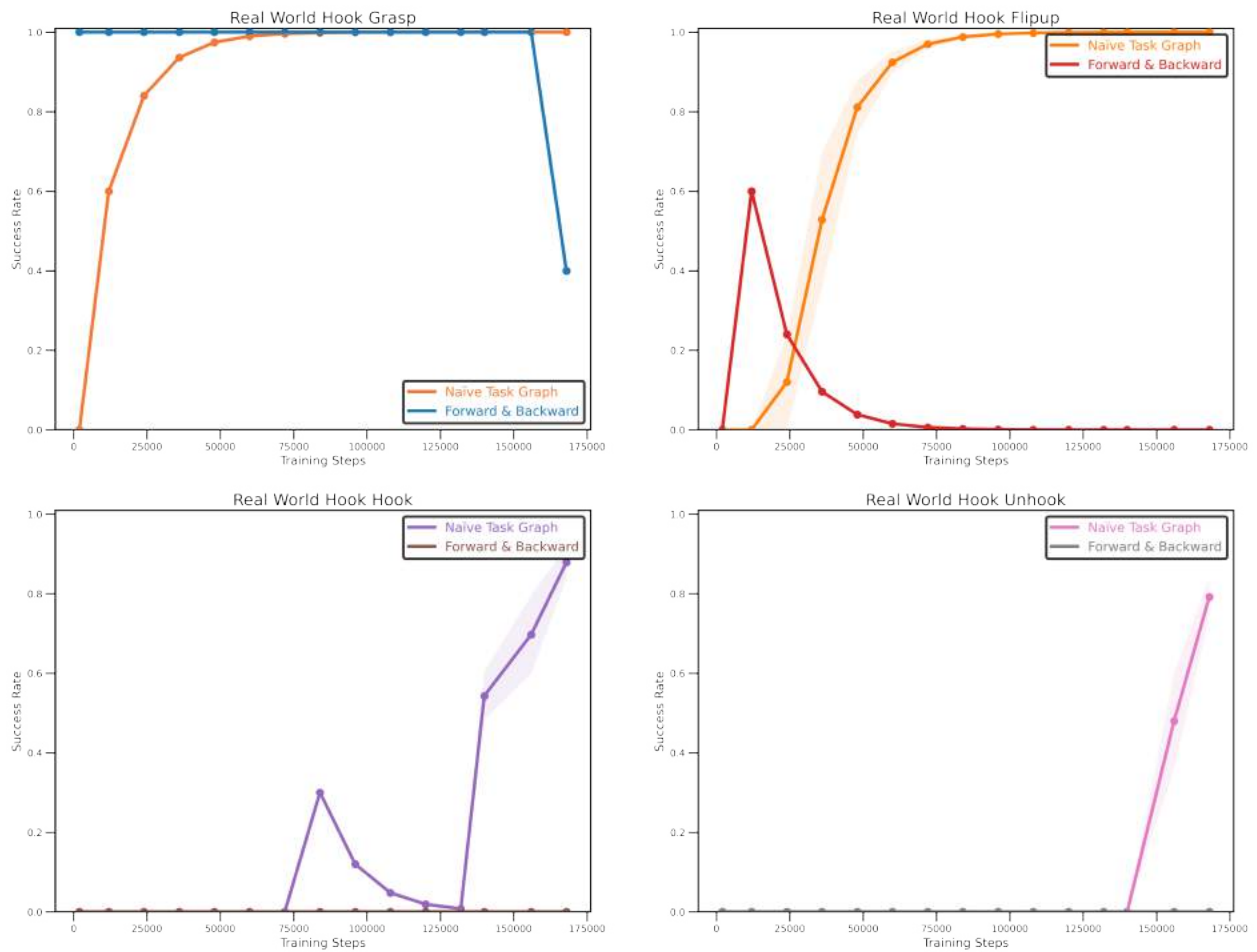 Real World Hook Grasp
1.0
0.8
0.6
0.4
0.2
0.0
Success Rate
0
25000
50000
75000
100000
125000
150000
175000
Training Steps
Naïve Task Graph
Forward & Backward
Real World Hook Flipup
1.0
0.8
0.6
0.4
0.2
0.0
Success Rate
0
25000
50000
75000
100000
125000
150000
175000
Training Steps
Naïve Task Graph
Forward & Backward
Real World Hook Hook
1.0
0.8
0.6
0.4
0.2
0.0
Success Rate
0
25000
50000
75000
100000
125000
150000
175000
Training Steps
Naïve Task Graph
Forward & Backward
Real World Hook Unhook
1.0
0.8
0.6
0.4
0.2
0.0
Success Rate
0
25000
50000
75000
100000
125000
150000
175000
Training Steps
Naïve Task Graph
Forward & Backward